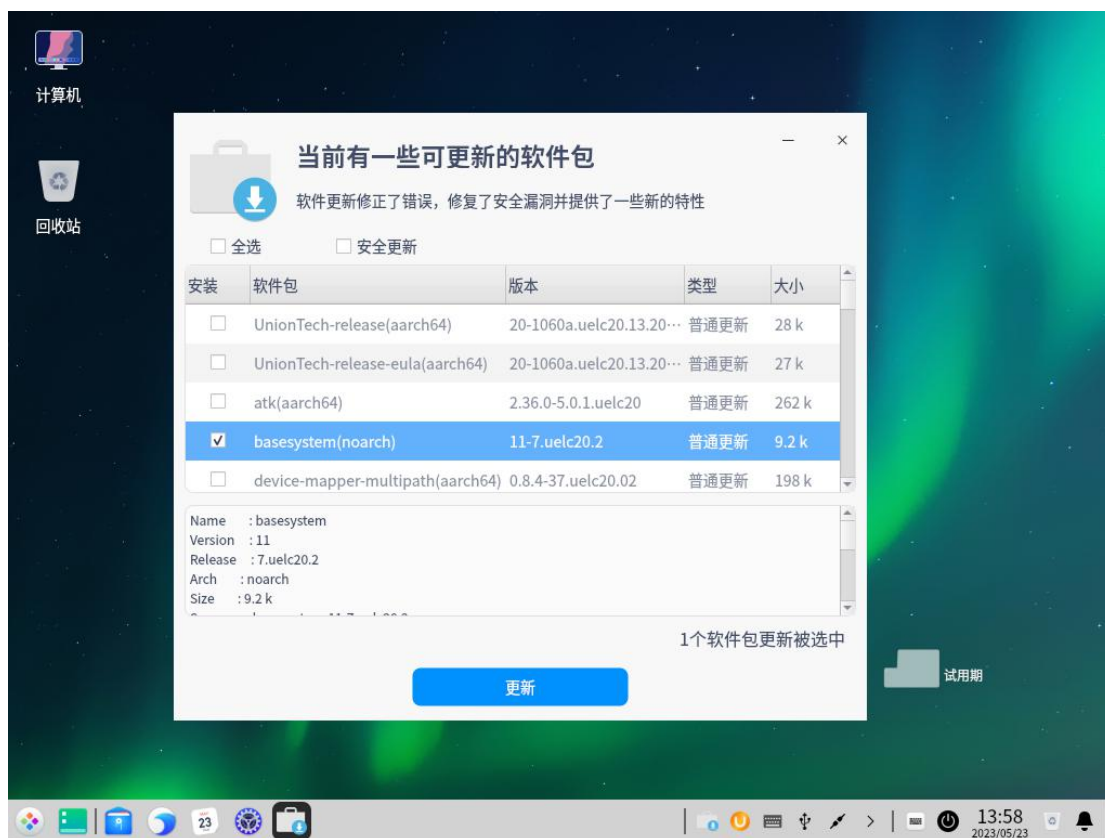 计算机
回收站
当前有一些可更新的软件包
软件更新修正了错误，修复了安全漏洞并提供了一些新的特性
全选 安全更新
安装 软件包 版本 类型 大小
UnionTech-release(aarch64) 20-1060a.uelc20.13.20··· 普通更新 28 k
UnionTech-release-eula(aarch64) 20-1060a.uelc20.13.20··· 普通更新 27 k
atk(aarch64) 2.36.0-5.0.1.uelc20 普通更新 262 k
basesystem(noarch) 11-7.uelc20.2 普通更新 9.2 k
device-mapper-multipath(aarch64) 0.8.4-37.uelc20.02 普通更新 198 k
Name : basesystem
Version : 11
Release : 7.uelc20.2
Arch : noarch
Size : 9.2 k
1个软件包更新被选中
更新
试用期
23
13:58
2023/05/23